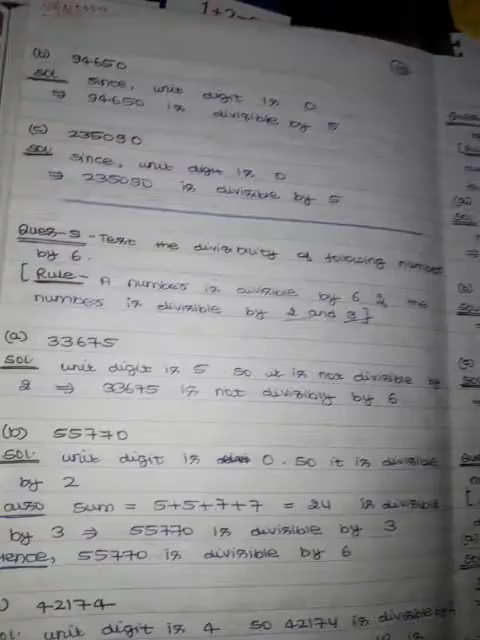 1+2
(b) 94650
Sol Since, unit digit is 0
⇒ 94650 is divisible by 5
(c) 235090
Sol Since, unit digit is 0
⇒ 235090 is divisible by 5
Ques-5 - Test the divisibility of following number
by 6.
[Rule - A number is divisible by 6 if the
number is divisible by 2 and 3]
(a) 33675
Sol. unit digit is 5. So it is not divisible by
2 ⇒ 33675 is not divisibly by 6
(b) 55770
Sol. unit digit is 0. So it is divisible
by 2
also Sum = 5+5+7+7 = 24 is divisible
by 3 ⇒ 55770 is divisible by 3
Hence, 55770 is divisible by 6
) 42174
ol. unit digit is 4 so 42174 is divisible